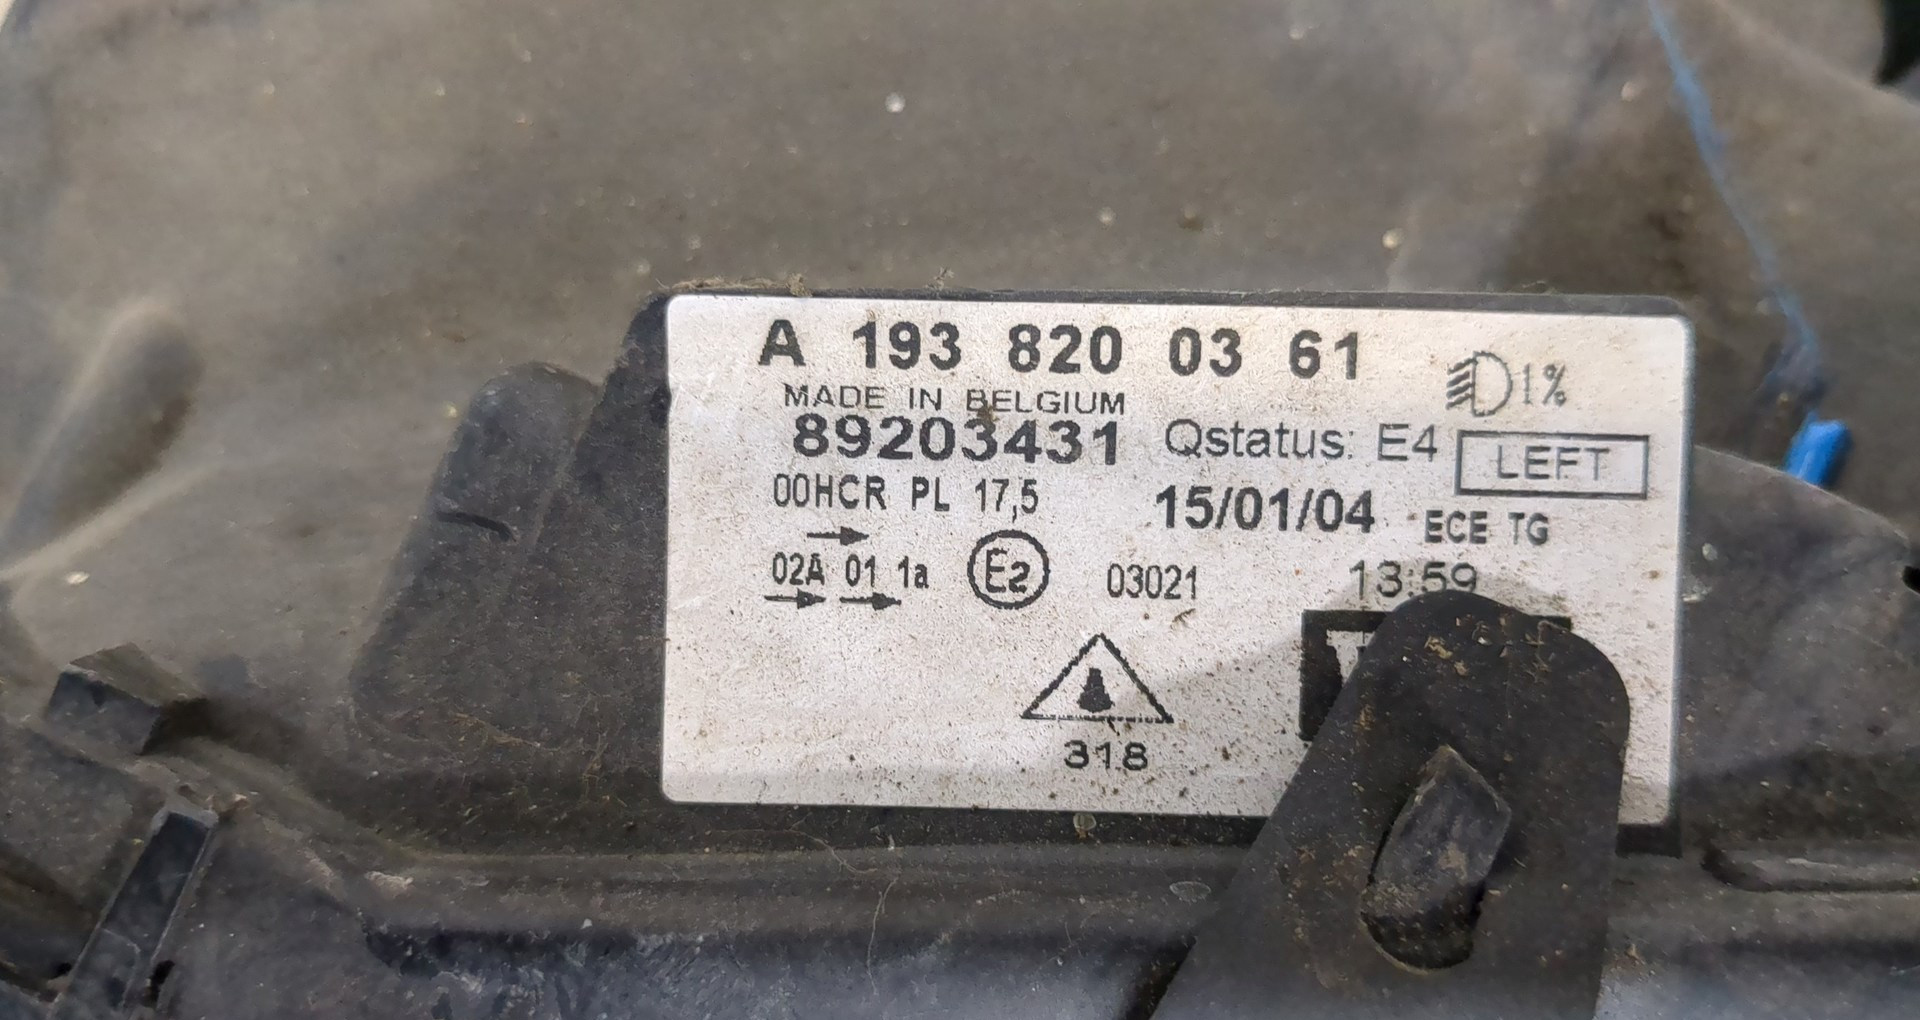 A 193 820 03 61
1%
MADE IN BELGIUM
89203431 Qstatus: E4 LEFT
00HCR PL 17,5 15/01/04 ECE TG
02A 01 1a E2 03021 13:59
318